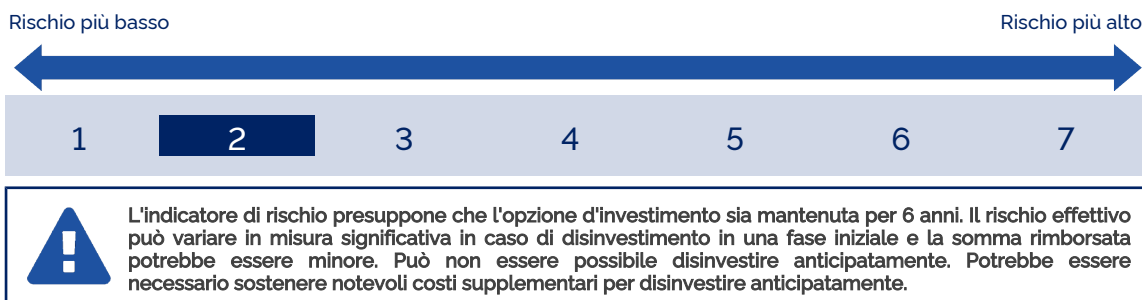 Rischio più basso Rischio più alto
1 2 3 4 5 6 7
L'indicatore di rischio presuppone che l'opzione d'investimento sia mantenuta per 6 anni. Il rischio effettivo
può variare in misura significativa in caso di disinvestimento in una fase iniziale e la somma rimborsata
potrebbe essere minore. Può non essere possibile disinvestire anticipatamente. Potrebbe essere
necessario sostenere notevoli costi supplementari per disinvestire anticipatamente.